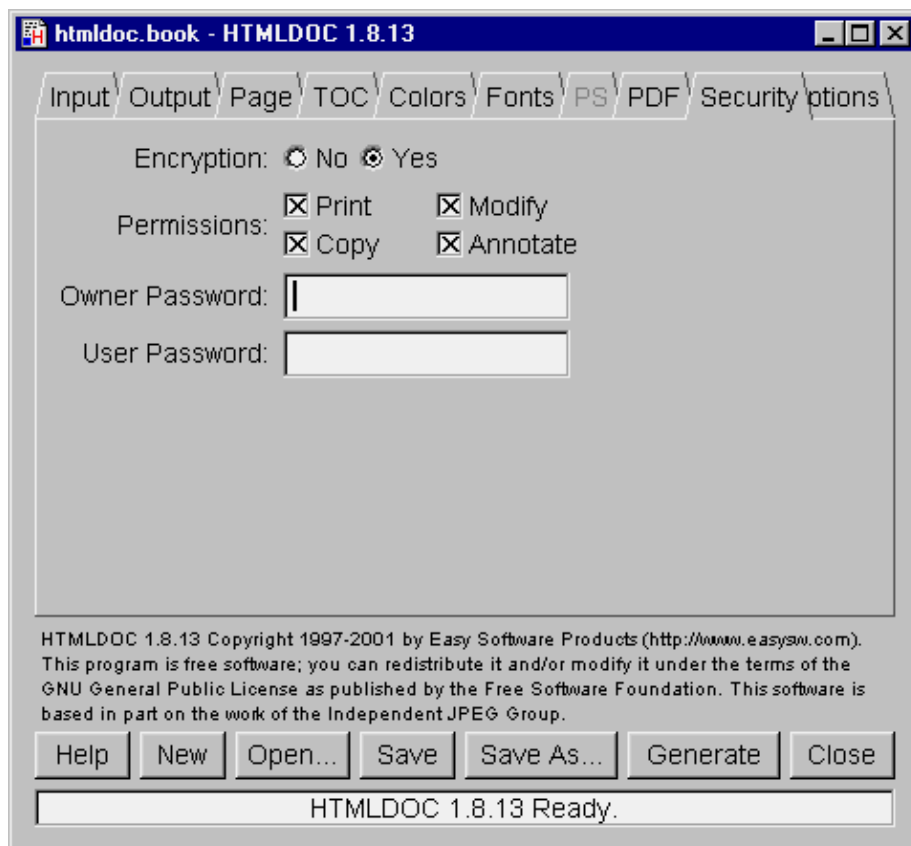 htmldoc.book - HTMLDOC 1.8.13
Input Output Page TOC Colors Fonts PS PDF Security ptions
Encryption: No Yes
Permissions: Print Modify
Copy Annotate
Owner Password:
User Password:
HTMLDOC 1.8.13 Copyright 1997-2001 by Easy Software Products (http://www.easysw.com).
This program is free software; you can redistribute it and/or modify it under the terms of the
GNU General Public License as published by the Free Software Foundation. This software is
based in part on the work of the Independent JPEG Group.
Help New Open... Save Save As... Generate Close
HTMLDOC 1.8.13 Ready.